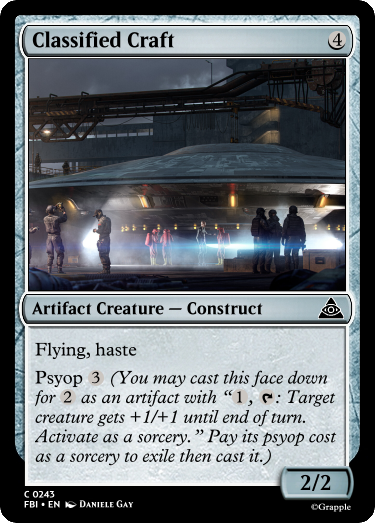 Classified Craft 4
Artifact Creature — Construct
Flying, haste
Psyop 3 (You may cast this face down
for 2 as an artifact with “1, T: Target
creature gets +1/+1 until end of turn.
Activate as a sorcery.” Pay its psyop cost
as a sorcery to exile then cast it.)
2/2
C 0243
FBI • EN Daniele Gay
©Grapple